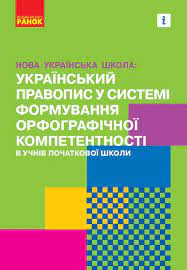 РАНОК
НОВА УКРАЇНСЬКА ШКОЛА:
УКРАЇНСЬКИЙ
ПРАВОПИС У СИСТЕМІ
ФОРМУВАННЯ
ОРФОГРАФІЧНОЇ
КОМПЕТЕНТНОСТІ
В УЧНІВ ПОЧАТКОВОЇ ШКОЛИ